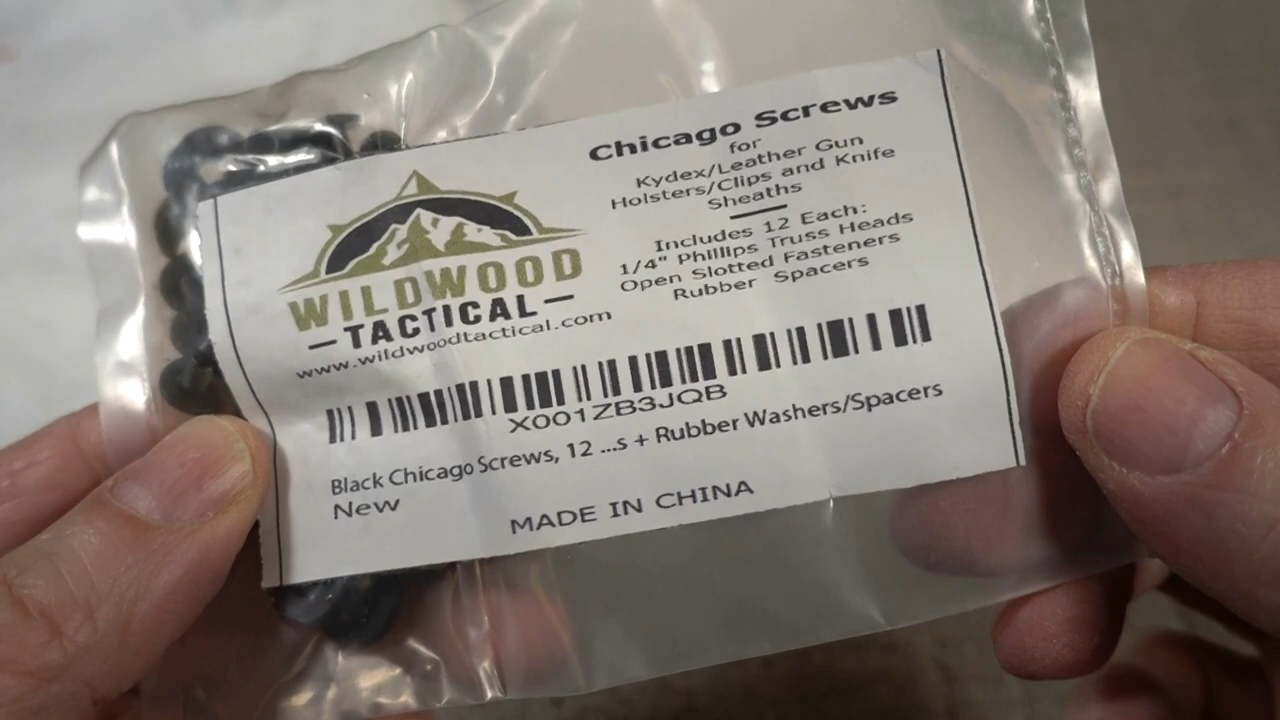 WILDWOOD
TACTICAL
www.wildwoodtactical.com
Chicago Screws
for
Kydex/Leather Gun
Holsters/Clips and Knife
Sheaths
Includes 12 Each:
1/4" Phillips Truss Heads
Open Slotted Fasteners
Rubber Spacers
X001ZB3JQB
Black Chicago Screws, 12 ...s + Rubber Washers/Spacers
New
MADE IN CHINA